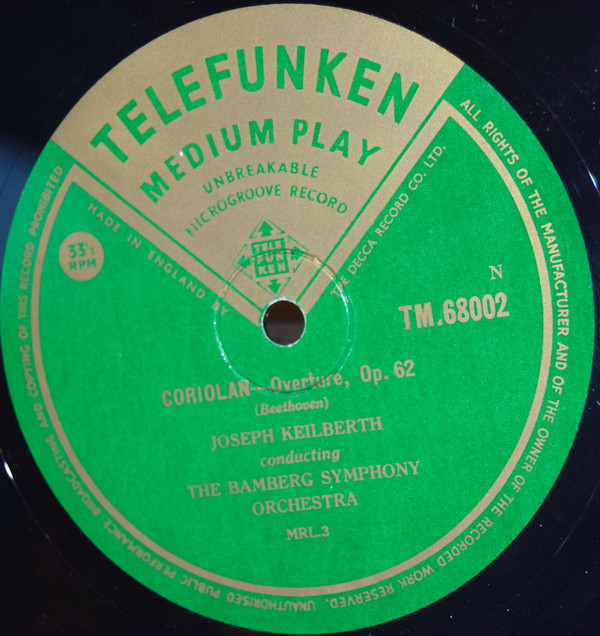 TELEFUNKEN
MEDIUM PLAY
UNBREAKABLE
MICROGROOVE RECORD
TELE
FUN
KEN
MADE IN ENGLAND BY
THE DECCA RECORD CO. LTD.
33⅓
RPM
N
TM.68002
CORIOLAN—Overture, Op. 62
(Beethoven)
JOSEPH KEILBERTH
conducting
THE BAMBERG SYMPHONY
ORCHESTRA
MRL.3
ALL RIGHTS OF THE MANUFACTURER AND OF THE OWNER OF THE RECORDED WORK RESERVED. UNAUTHORISED PUBLIC PERFORMANCE BROADCASTING AND COPYING OF THIS RECORD PROHIBITED